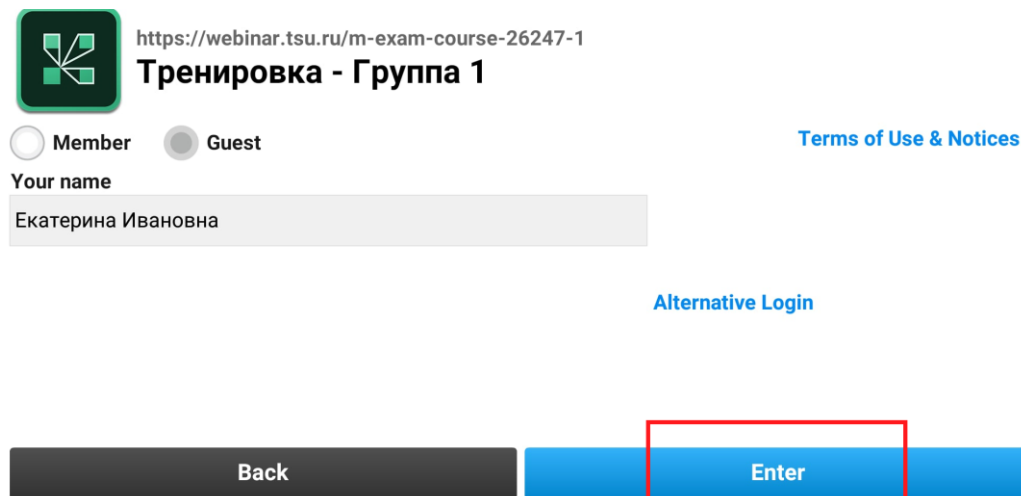 https://webinar.tsu.ru/m-exam-course-26247-1
Тренировка - Группа 1
Member Guest Terms of Use & Notices
Your name
Екатерина Ивановна
Alternative Login
Back Enter